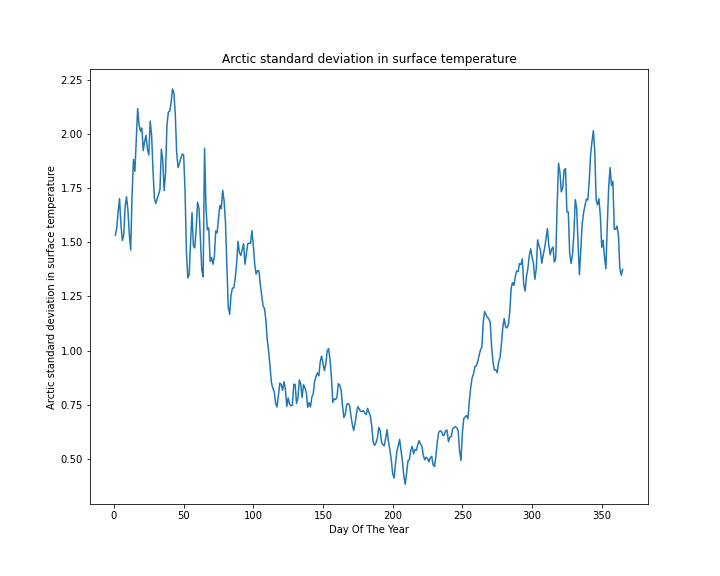 Arctic standard deviation in surface temperature
2.25
2.00
1.75
1.50
1.25
1.00
0.75
0.50
Arctic standard deviation in surface temperature
0 50 100 150 200 250 300 350
Day Of The Year